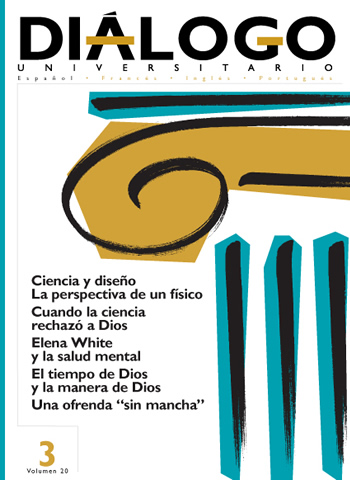 DIÁLOGO
UNIVERSITARIO
Español • Francés • Inglés • Portugués
Ciencia y diseño
La perspectiva de un físico
Cuando la ciencia
rechazó a Dios
Elena White
y la salud mental
El tiempo de Dios
y la manera de Dios
Una ofrenda “sin mancha”
3
Volumen 20